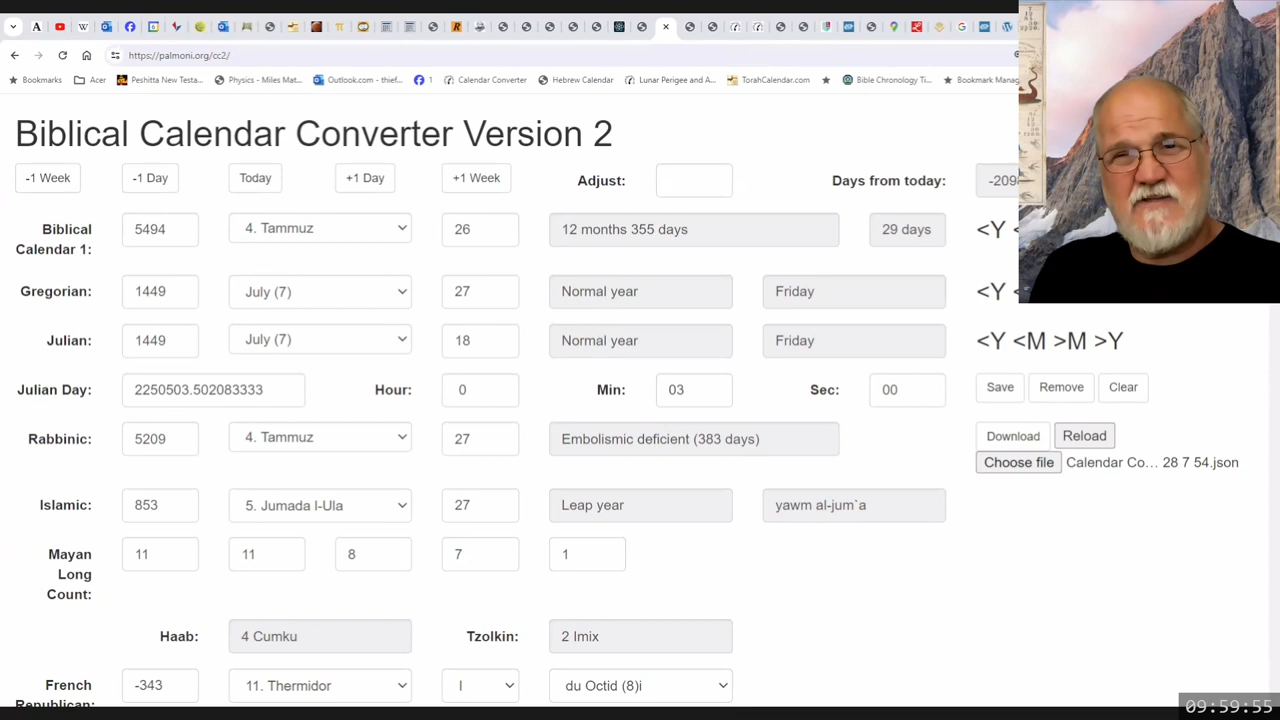 https://palmoni.org/cc2/
Bookmarks Acer Peshitta New Testa... Physics - Miles Mat... Outlook.com - thief... 1 Calendar Converter Hebrew Calendar Lunar Perigee and A... TorahCalendar.com Bible Chronology Ti... Bookmark Manag
Biblical Calendar Converter Version 2
-1 Week -1 Day Today +1 Day +1 Week Adjust: Days from today: -209
Biblical Calendar 1: 5494 4. Tammuz 26 12 months 355 days 29 days <Y <
Gregorian: 1449 July (7) 27 Normal year Friday <Y <
Julian: 1449 July (7) 18 Normal year Friday <Y <M >M >Y
Julian Day: 2250503.502083333 Hour: 0 Min: 03 Sec: 00 Save Remove Clear
Rabbinic: 5209 4. Tammuz 27 Embolismic deficient (383 days) Download Reload
Choose file Calendar Co... 28 7 54.json
Islamic: 853 5. Jumada l-Ula 27 Leap year yawm al-jum`a
Mayan Long Count: 11 11 8 7 1
Haab: 4 Cumku Tzolkin: 2 Imix
French Republican: -343 11. Thermidor I du Octid (8)i
09:59:55